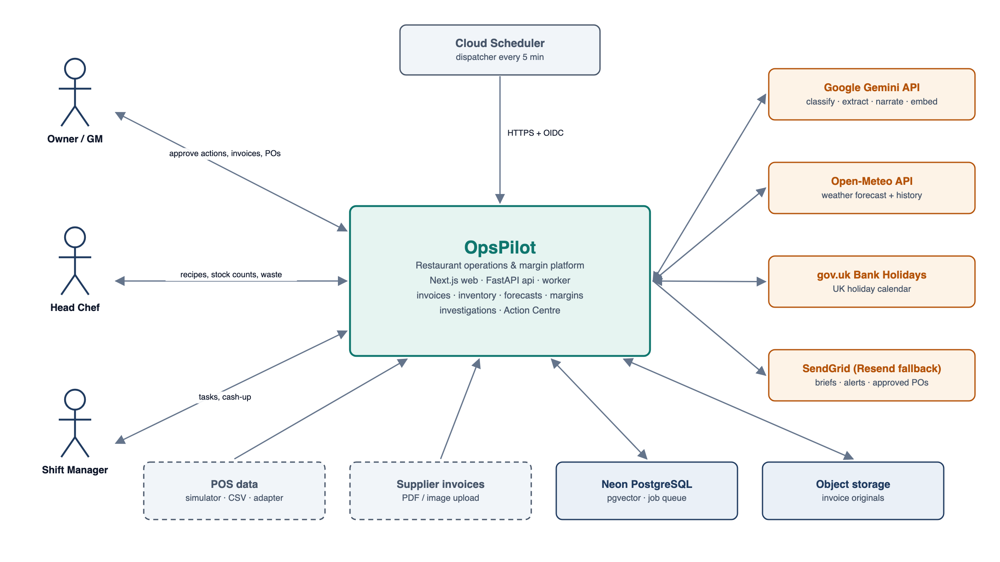 Cloud Scheduler
dispatcher every 5 min
Owner / GM
approve actions, invoices, POs
HTTPS + OIDC
Google Gemini API
classify · extract · narrate · embed
Open-Meteo API
weather forecast + history
Head Chef
recipes, stock counts, waste
OpsPilot
Restaurant operations & margin platform
Next.js web · FastAPI api · worker
invoices · inventory · forecasts · margins
investigations · Action Centre
gov.uk Bank Holidays
UK holiday calendar
SendGrid (Resend fallback)
briefs · alerts · approved POs
Shift Manager
tasks, cash-up
POS data
simulator · CSV · adapter
Supplier invoices
PDF / image upload
Neon PostgreSQL
pgvector · job queue
Object storage
invoice originals